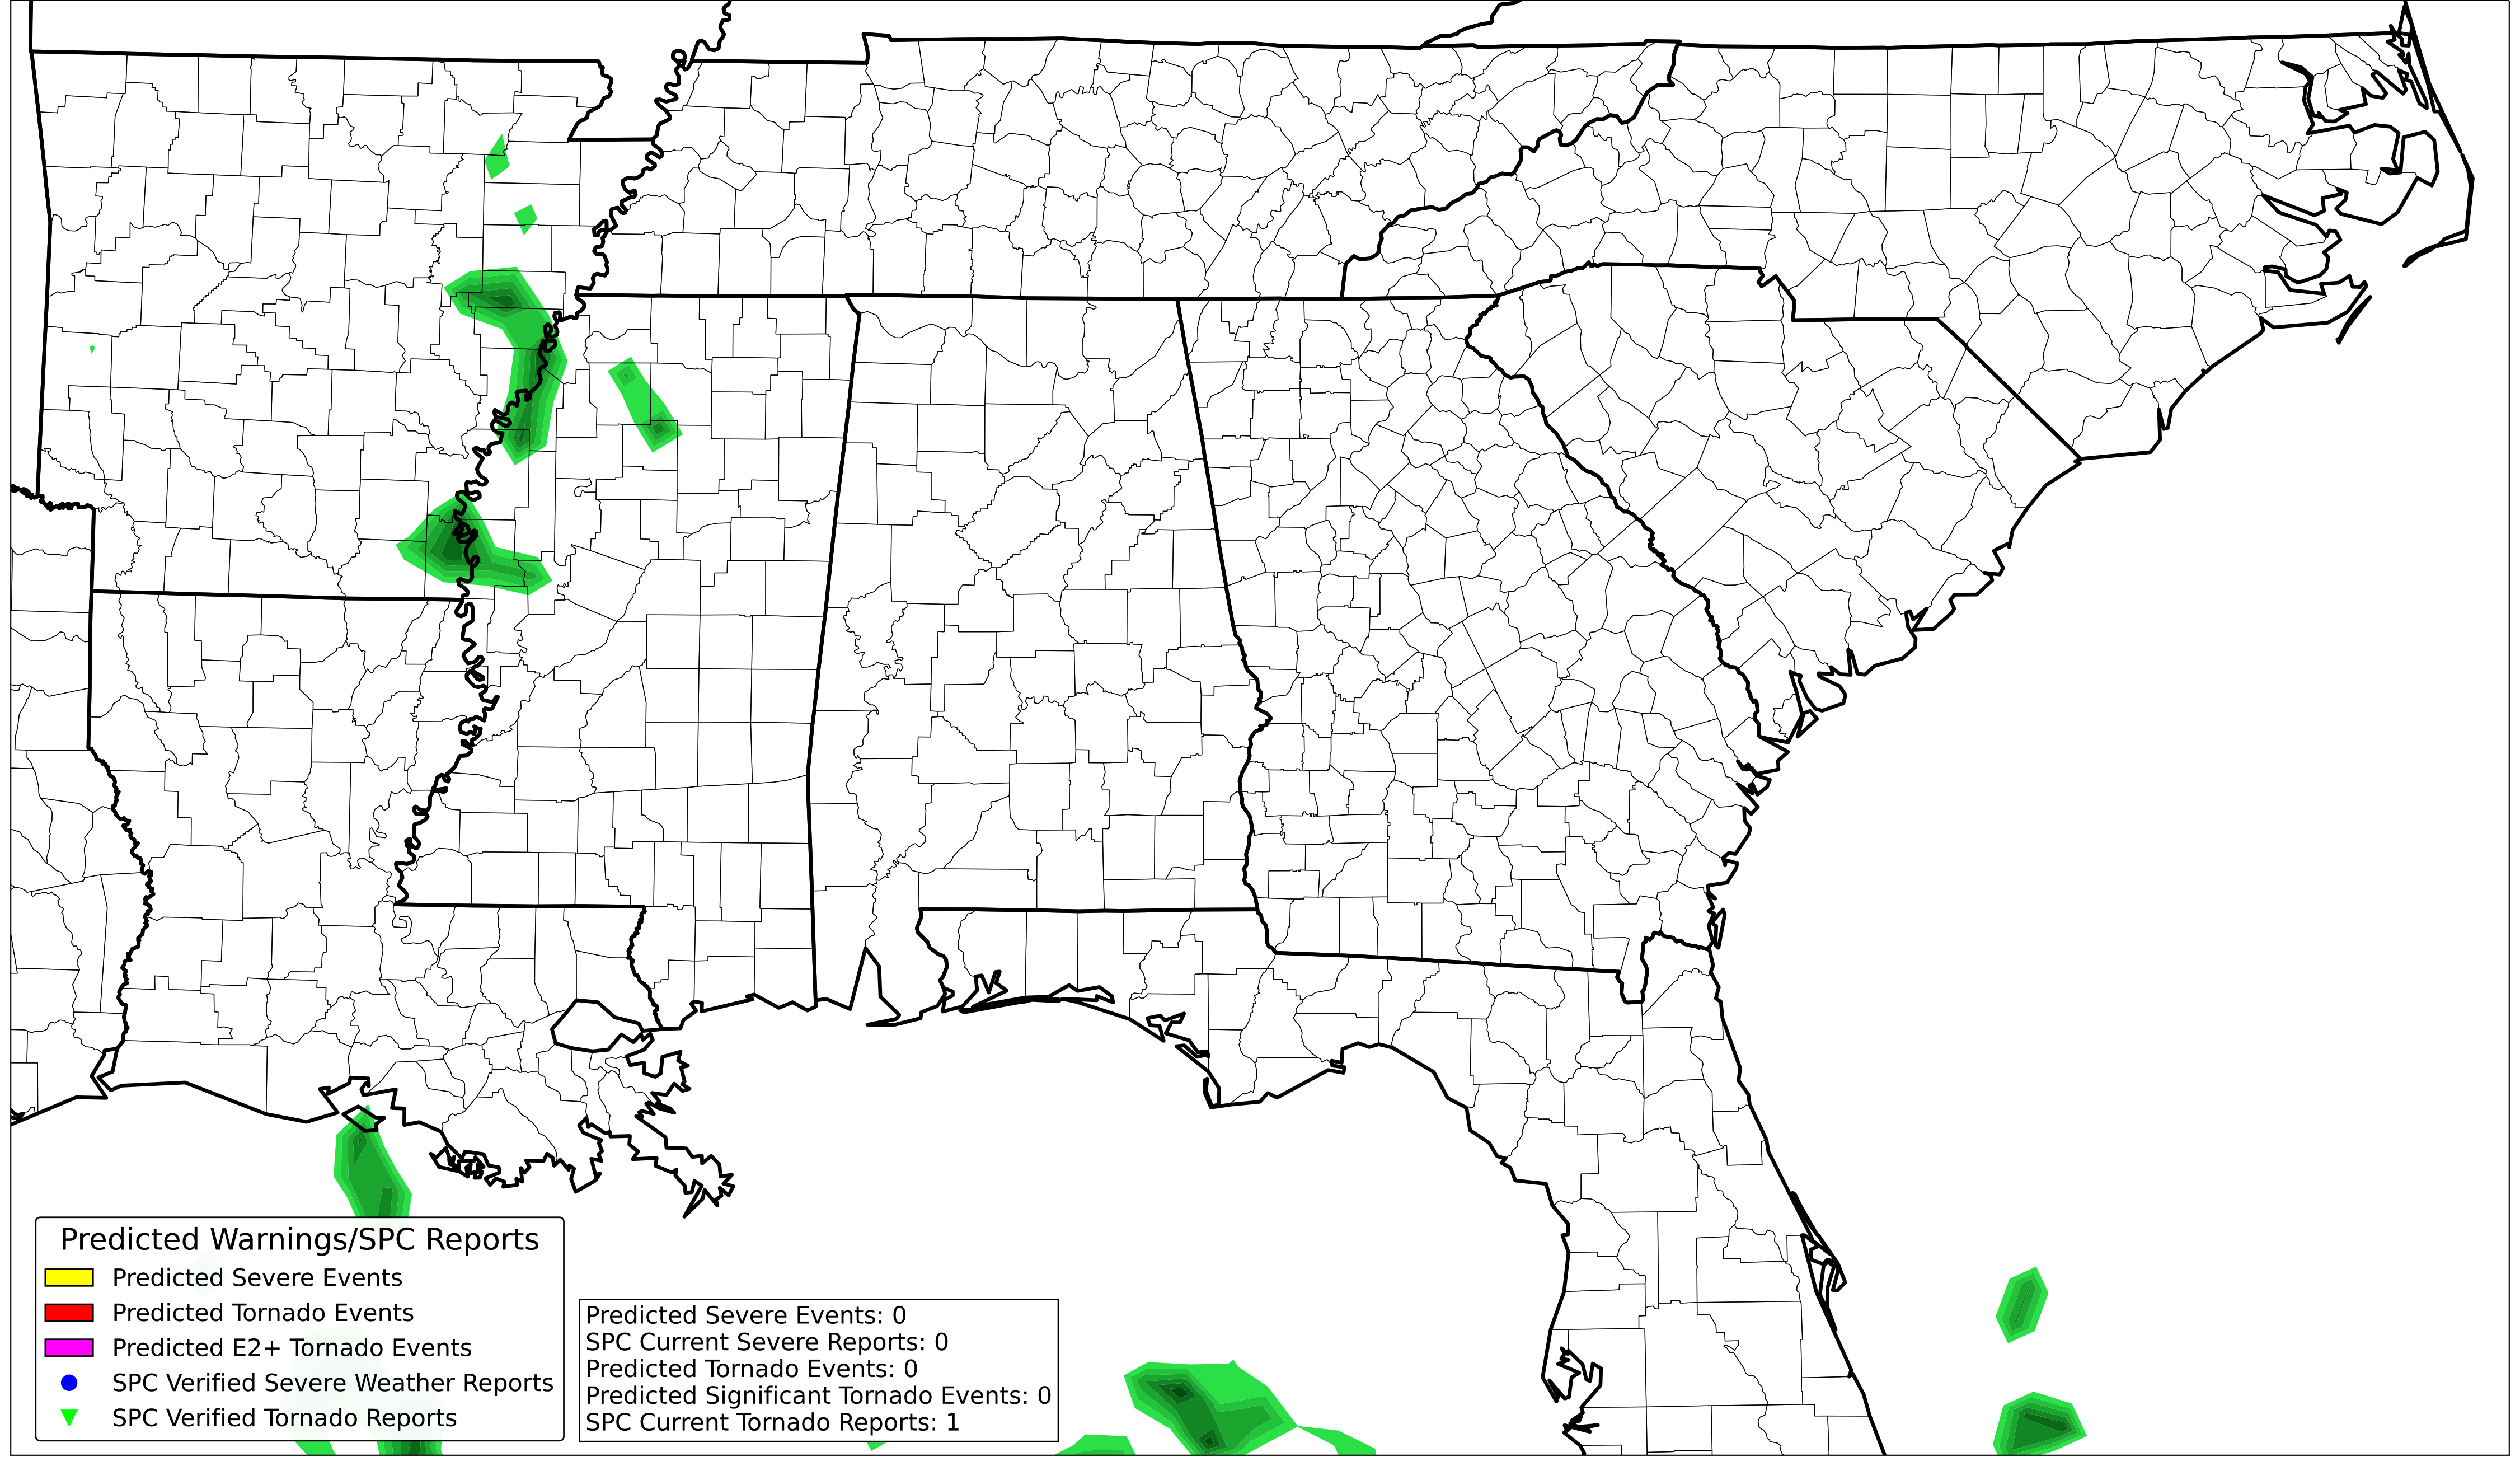 Predicted Warnings/SPC Reports
Predicted Severe Events
Predicted Tornado Events
Predicted E2+ Tornado Events
SPC Verified Severe Weather Reports
SPC Verified Tornado Reports
Predicted Severe Events: 0
SPC Current Severe Reports: 0
Predicted Tornado Events: 0
Predicted Significant Tornado Events: 0
SPC Current Tornado Reports: 1